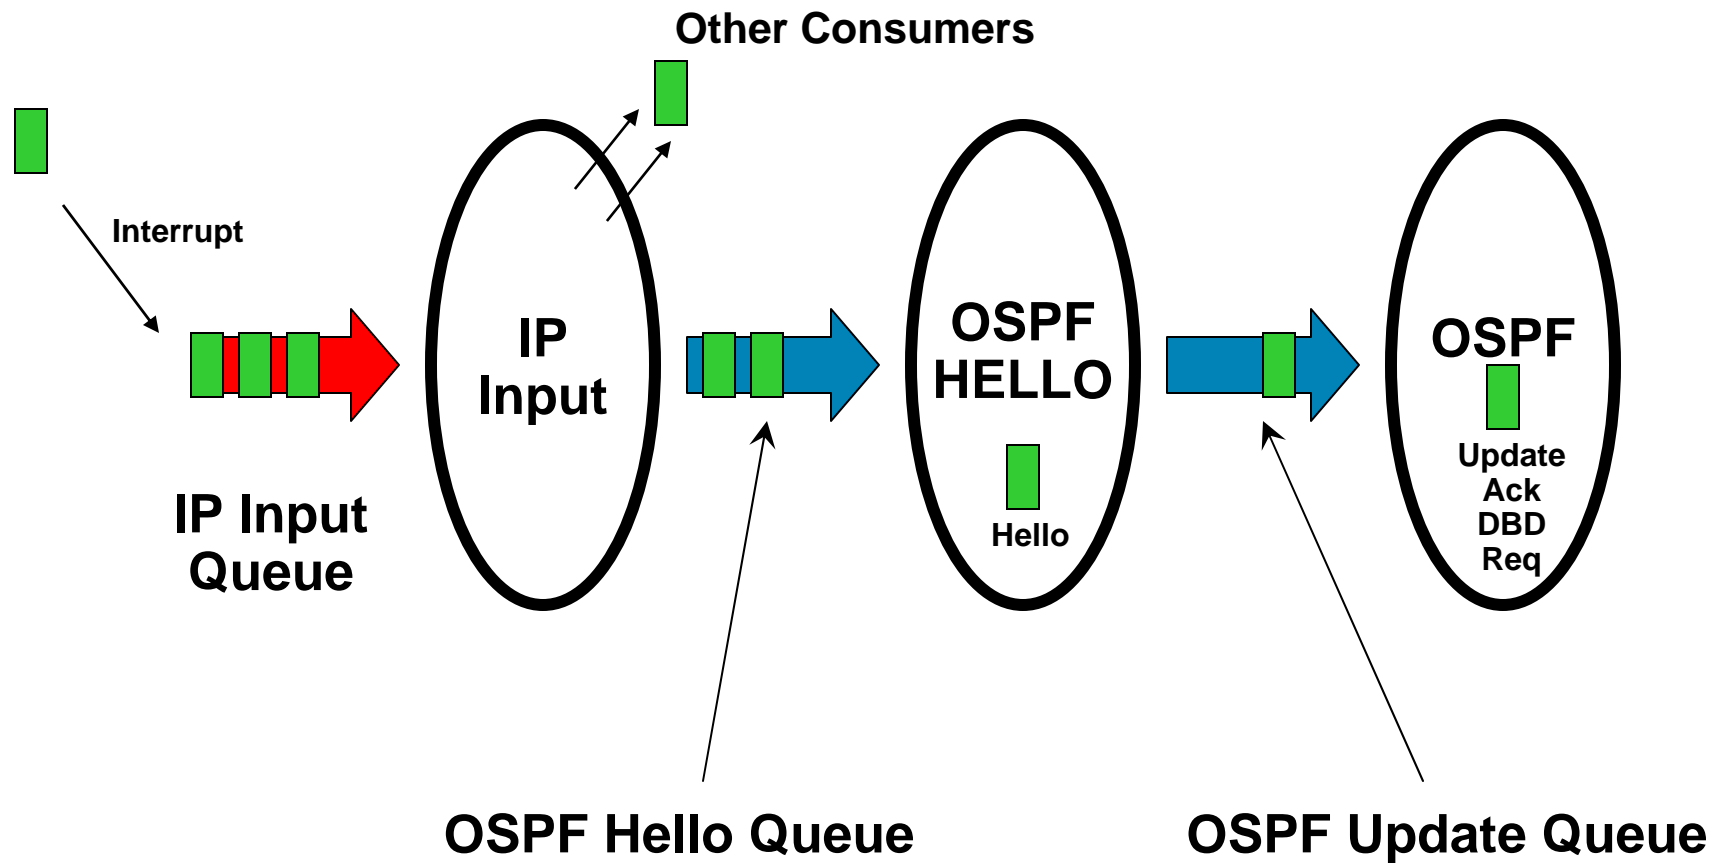 Other Consumers
Interrupt
IP
Input
OSPF
HELLO
OSPF
Update
Ack
DBD
Req
Hello
IP Input
Queue
OSPF Hello Queue
OSPF Update Queue